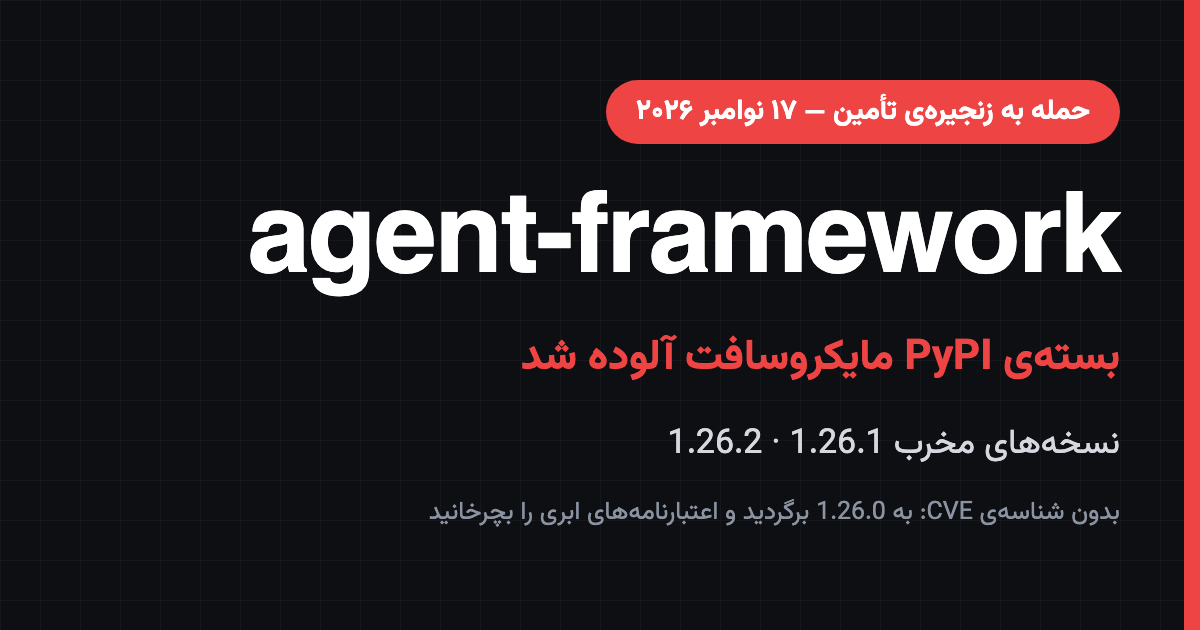 حمله به زنجیره‌ی تأمین — ۱۷ نوامبر ۲۰۲۶
agent-framework
بسته‌ی PyPI مایکروسافت آلوده شد
نسخه‌های مخرب 1.26.1 · 1.26.2
بدون شناسه‌ی CVE: به 1.26.0 برگردید و اعتبارنامه‌های ابری را بچرخانید